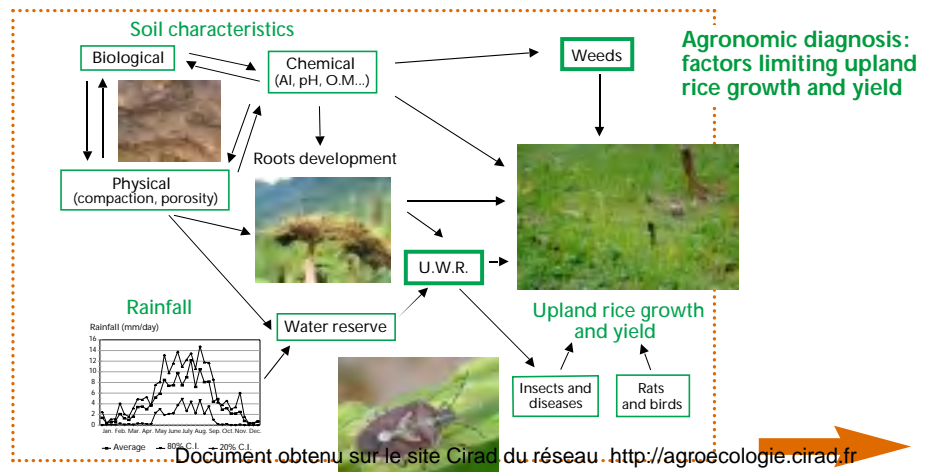 Soil characteristics
Biological
Chemical
(Al, pH, O.M...)
Weeds
Agronomic diagnosis:
factors limiting upland
rice growth and yield
Roots development
Physical
(compaction, porosity)
U.W.R.
Rainfall
Water reserve
Upland rice growth
and yield
Rainfall (mm/day)
16
14
12
10
8
6
4
2
0
Jan. Feb. Mar. Apr. May June July Aug. Sep. Oct. Nov. Dec.
Average 80% C.I. 20% C.I.
Insects and
diseases
Rats
and birds
Document obtenu sur le site Cirad du réseau http://agroecologie.cirad.fr